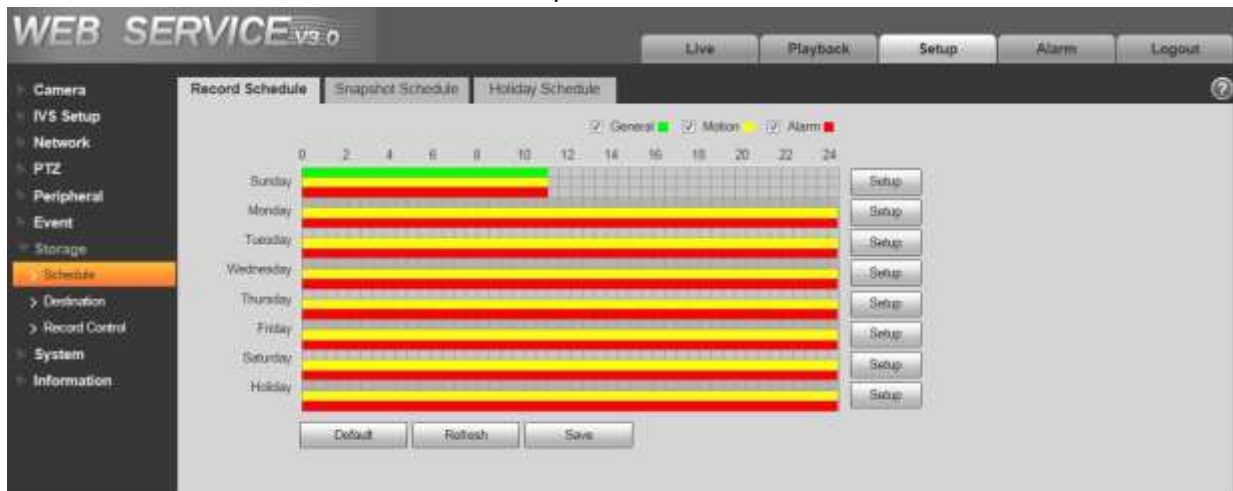 WEB SERVICE V3.0
Live Playback Setup Alarm Logout
Camera
IVS Setup
Network
PTZ
Peripheral
Event
Storage
Schedule
Destination
Record Control
System
Information
Record Schedule Snapshot Schedule Holiday Schedule
General Motion Alarm
0 2 4 6 8 10 12 14 16 18 20 22 24
Sunday Setup
Monday Setup
Tuesday Setup
Wednesday Setup
Thursday Setup
Friday Setup
Saturday Setup
Holiday Setup
Default Refresh Save